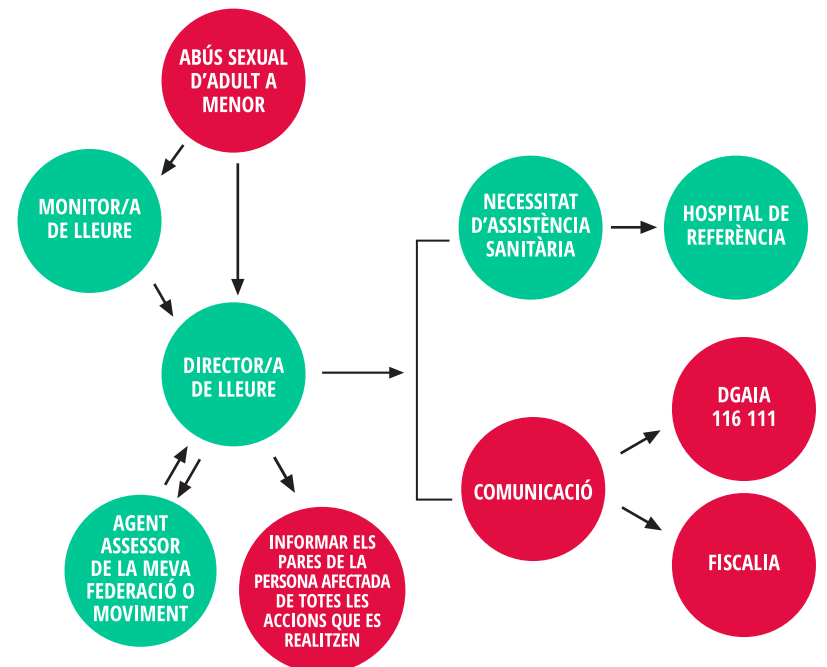 ABÚS SEXUAL
D'ADULT A
MENOR
MONITOR/A
DE LLEURE
NECESSITAT
D'ASSISTÈNCIA
SANITÀRIA
HOSPITAL DE
REFERÈNCIA
DIRECTOR/A
DE LLEURE
DGAIA
116 111
COMUNICACIÓ
AGENT
ASSESSOR
DE LA MEVA
FEDERACIÓ O
MOVIMENT
INFORMAR ELS
PARES DE LA
PERSONA AFECTADA
DE TOTES LES
ACCIONS QUE ES
REALITZEN
FISCALIA